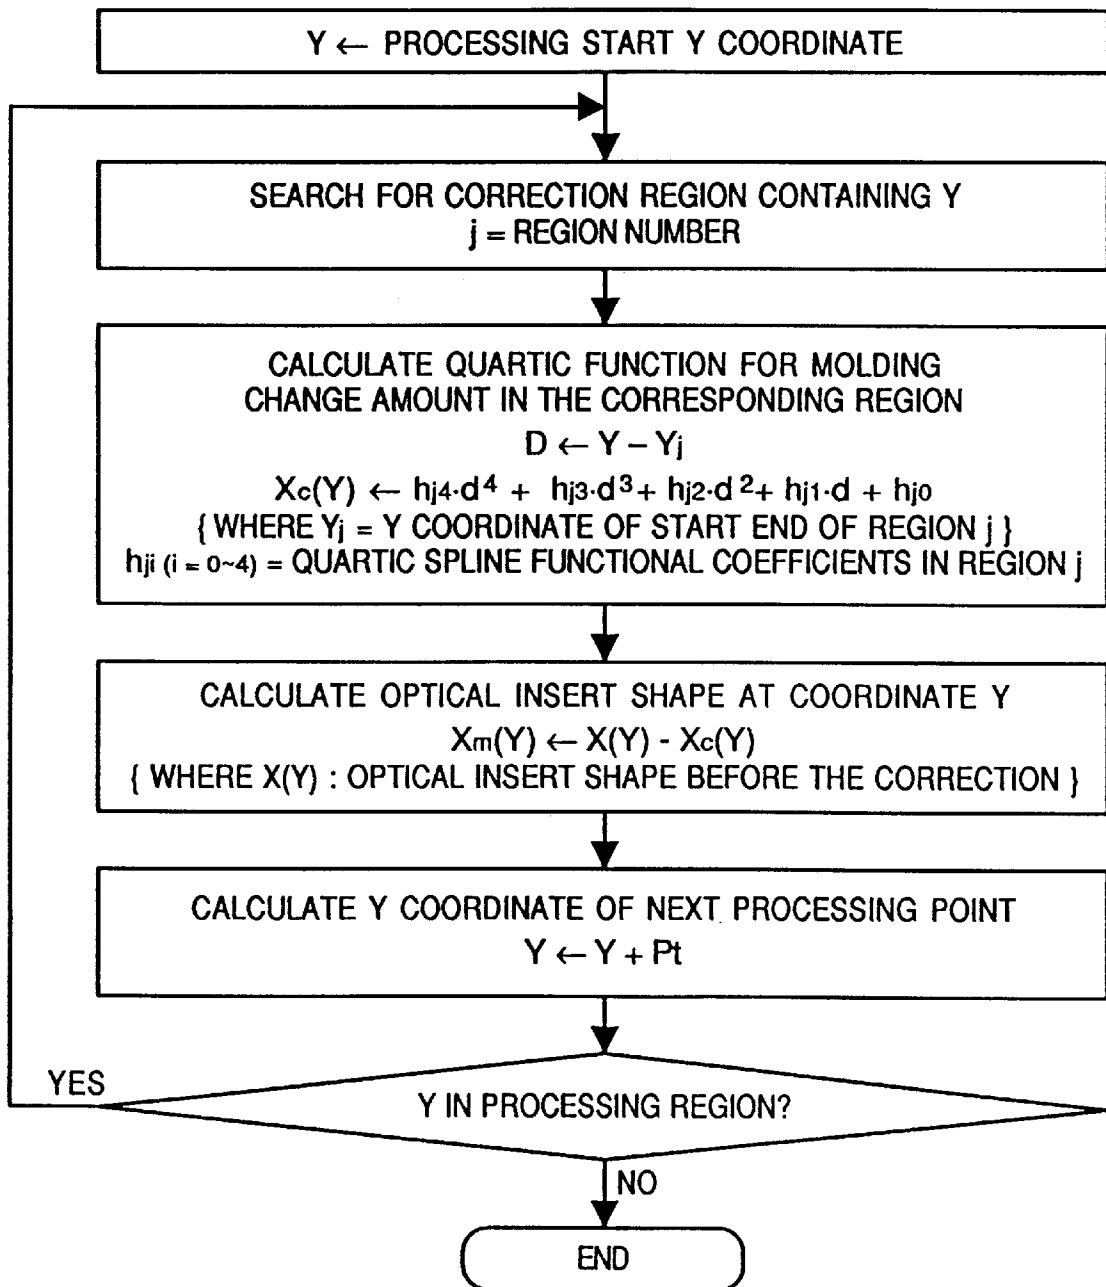 Y ← PROCESSING START Y COORDINATE
SEARCH FOR CORRECTION REGION CONTAINING Y
j = REGION NUMBER
CALCULATE QUARTIC FUNCTION FOR MOLDING
CHANGE AMOUNT IN THE CORRESPONDING REGION
D ← Y – Yj
Xc(Y) ← hj4·d⁴ + hj3·d³ + hj2·d² + hj1·d + hj0
{ WHERE Yj = Y COORDINATE OF START END OF REGION j }
hji (i = 0~4) = QUARTIC SPLINE FUNCTIONAL COEFFICIENTS IN REGION j
CALCULATE OPTICAL INSERT SHAPE AT COORDINATE Y
Xm(Y) ← X(Y) - Xc(Y)
{ WHERE X(Y) : OPTICAL INSERT SHAPE BEFORE THE CORRECTION }
CALCULATE Y COORDINATE OF NEXT PROCESSING POINT
Y ← Y + Pt
YES
Y IN PROCESSING REGION?
NO
END